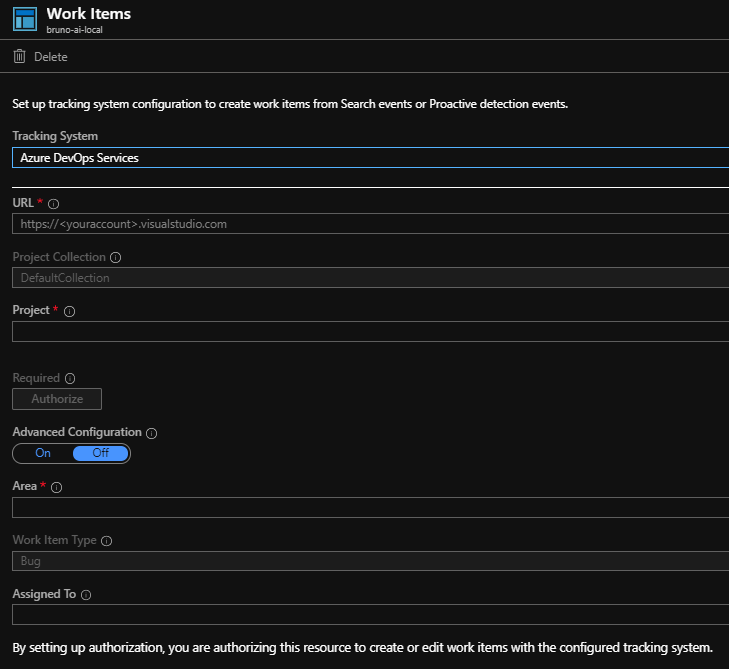 Work Items
bruno-ai-local
Delete
Set up tracking system configuration to create work items from Search events or Proactive detection events.
Tracking System
Azure DevOps Services
URL *
https://<youraccount>.visualstudio.com
Project Collection
DefaultCollection
Project *
Required
Authorize
Advanced Configuration
On Off
Area *
Work Item Type
Bug
Assigned To
By setting up authorization, you are authorizing this resource to create or edit work items with the configured tracking system.